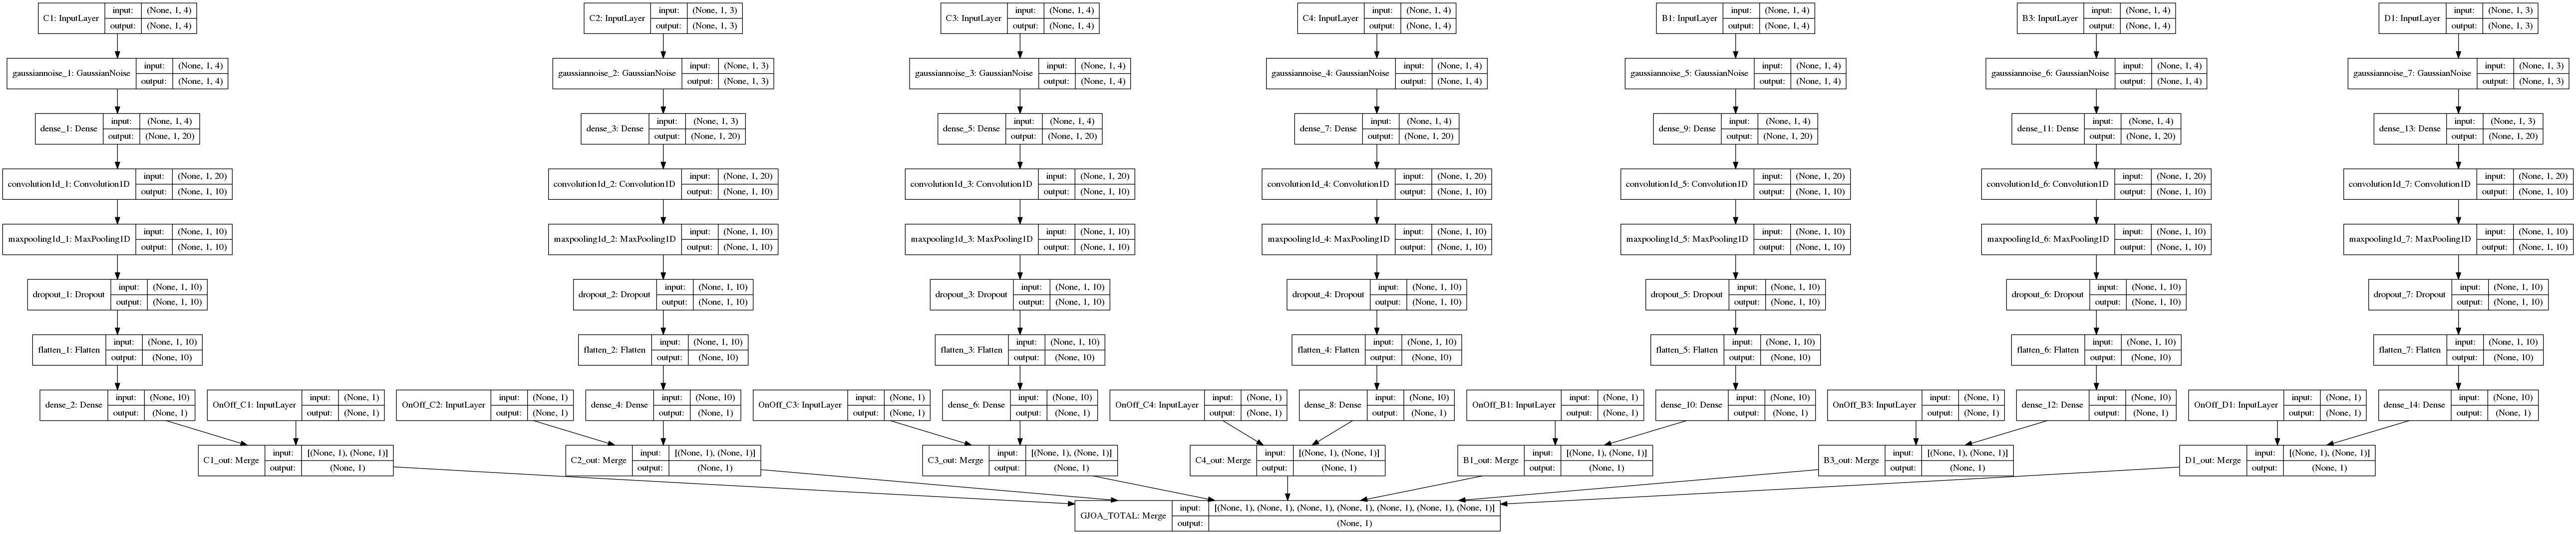 C1: InputLayer input: (None, 1, 4) output: (None, 1, 4)
C2: InputLayer input: (None, 1, 3) output: (None, 1, 3)
C3: InputLayer input: (None, 1, 4) output: (None, 1, 4)
C4: InputLayer input: (None, 1, 4) output: (None, 1, 4)
B1: InputLayer input: (None, 1, 4) output: (None, 1, 4)
B3: InputLayer input: (None, 1, 4) output: (None, 1, 4)
D1: InputLayer input: (None, 1, 3) output: (None, 1, 3)
gaussiannoise_1: GaussianNoise input: (None, 1, 4) output: (None, 1, 4)
gaussiannoise_2: GaussianNoise input: (None, 1, 3) output: (None, 1, 3)
gaussiannoise_3: GaussianNoise input: (None, 1, 4) output: (None, 1, 4)
gaussiannoise_4: GaussianNoise input: (None, 1, 4) output: (None, 1, 4)
gaussiannoise_5: GaussianNoise input: (None, 1, 4) output: (None, 1, 4)
gaussiannoise_6: GaussianNoise input: (None, 1, 4) output: (None, 1, 4)
gaussiannoise_7: GaussianNoise input: (None, 1, 3) output: (None, 1, 3)
dense_1: Dense input: (None, 1, 4) output: (None, 1, 20)
dense_3: Dense input: (None, 1, 3) output: (None, 1, 20)
dense_5: Dense input: (None, 1, 4) output: (None, 1, 20)
dense_7: Dense input: (None, 1, 4) output: (None, 1, 20)
dense_9: Dense input: (None, 1, 4) output: (None, 1, 20)
dense_11: Dense input: (None, 1, 4) output: (None, 1, 20)
dense_13: Dense input: (None, 1, 3) output: (None, 1, 20)
convolution1d_1: Convolution1D input: (None, 1, 20) output: (None, 1, 10)
convolution1d_2: Convolution1D input: (None, 1, 20) output: (None, 1, 10)
convolution1d_3: Convolution1D input: (None, 1, 20) output: (None, 1, 10)
convolution1d_4: Convolution1D input: (None, 1, 20) output: (None, 1, 10)
convolution1d_5: Convolution1D input: (None, 1, 20) output: (None, 1, 10)
convolution1d_6: Convolution1D input: (None, 1, 20) output: (None, 1, 10)
convolution1d_7: Convolution1D input: (None, 1, 20) output: (None, 1, 10)
maxpooling1d_1: MaxPooling1D input: (None, 1, 10) output: (None, 1, 10)
maxpooling1d_2: MaxPooling1D input: (None, 1, 10) output: (None, 1, 10)
maxpooling1d_3: MaxPooling1D input: (None, 1, 10) output: (None, 1, 10)
maxpooling1d_4: MaxPooling1D input: (None, 1, 10) output: (None, 1, 10)
maxpooling1d_5: MaxPooling1D input: (None, 1, 10) output: (None, 1, 10)
maxpooling1d_6: MaxPooling1D input: (None, 1, 10) output: (None, 1, 10)
maxpooling1d_7: MaxPooling1D input: (None, 1, 10) output: (None, 1, 10)
dropout_1: Dropout input: (None, 1, 10) output: (None, 1, 10)
dropout_2: Dropout input: (None, 1, 10) output: (None, 1, 10)
dropout_3: Dropout input: (None, 1, 10) output: (None, 1, 10)
dropout_4: Dropout input: (None, 1, 10) output: (None, 1, 10)
dropout_5: Dropout input: (None, 1, 10) output: (None, 1, 10)
dropout_6: Dropout input: (None, 1, 10) output: (None, 1, 10)
dropout_7: Dropout input: (None, 1, 10) output: (None, 1, 10)
flatten_1: Flatten input: (None, 1, 10) output: (None, 10)
flatten_2: Flatten input: (None, 1, 10) output: (None, 10)
flatten_3: Flatten input: (None, 1, 10) output: (None, 10)
flatten_4: Flatten input: (None, 1, 10) output: (None, 10)
flatten_5: Flatten input: (None, 1, 10) output: (None, 10)
flatten_6: Flatten input: (None, 1, 10) output: (None, 10)
flatten_7: Flatten input: (None, 1, 10) output: (None, 10)
dense_2: Dense input: (None, 10) output: (None, 1)
OnOff_C1: InputLayer input: (None, 1) output: (None, 1)
OnOff_C2: InputLayer input: (None, 1) output: (None, 1)
dense_4: Dense input: (None, 10) output: (None, 1)
OnOff_C3: InputLayer input: (None, 1) output: (None, 1)
dense_6: Dense input: (None, 10) output: (None, 1)
OnOff_C4: InputLayer input: (None, 1) output: (None, 1)
dense_8: Dense input: (None, 10) output: (None, 1)
OnOff_B1: InputLayer input: (None, 1) output: (None, 1)
dense_10: Dense input: (None, 10) output: (None, 1)
OnOff_B3: InputLayer input: (None, 1) output: (None, 1)
dense_12: Dense input: (None, 10) output: (None, 1)
OnOff_D1: InputLayer input: (None, 1) output: (None, 1)
dense_14: Dense input: (None, 10) output: (None, 1)
C1_out: Merge input: [(None, 1), (None, 1)] output: (None, 1)
C2_out: Merge input: [(None, 1), (None, 1)] output: (None, 1)
C3_out: Merge input: [(None, 1), (None, 1)] output: (None, 1)
C4_out: Merge input: [(None, 1), (None, 1)] output: (None, 1)
B1_out: Merge input: [(None, 1), (None, 1)] output: (None, 1)
B3_out: Merge input: [(None, 1), (None, 1)] output: (None, 1)
D1_out: Merge input: [(None, 1), (None, 1)] output: (None, 1)
GJOA_TOTAL: Merge input: [(None, 1), (None, 1), (None, 1), (None, 1), (None, 1), (None, 1), (None, 1)] output: (None, 1)